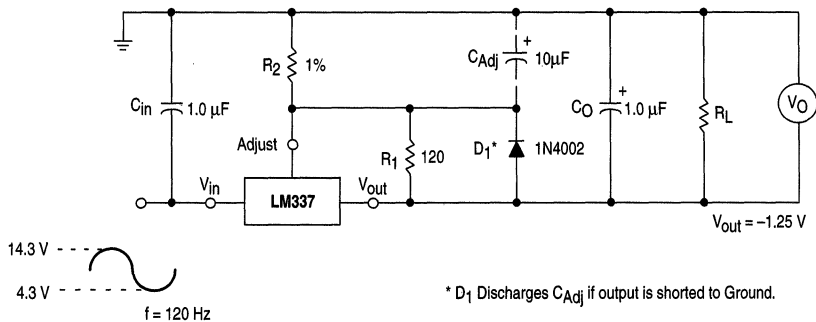 R2 1%
CAdj + 10μF
Cin 1.0 μF
CO + 1.0 μF
RL
VO
Adjust
R1 120
D1* 1N4002
Vin
LM337
Vout
Vout = –1.25 V
14.3 V
4.3 V
f = 120 Hz
* D1 Discharges CAdj if output is shorted to Ground.